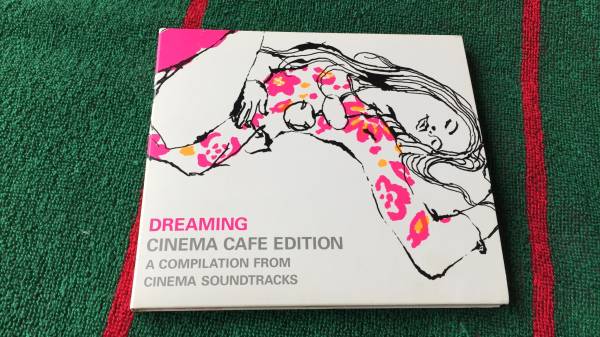 DREAMING
CINEMA CAFE EDITION
A COMPILATION FROM
CINEMA SOUNDTRACKS